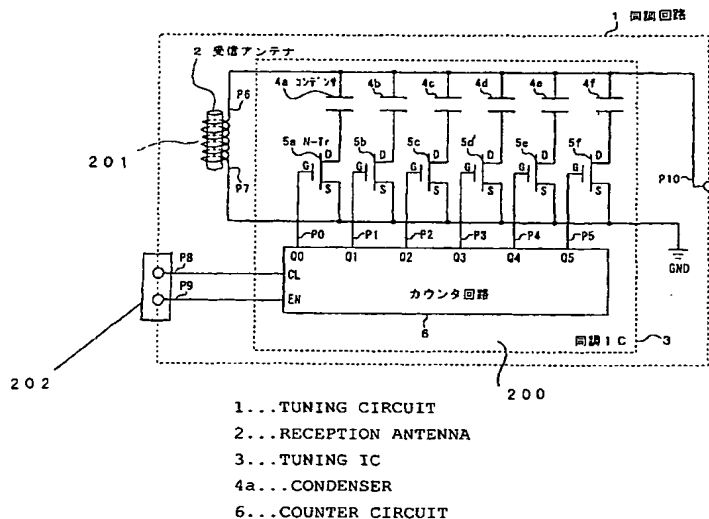 1 同調回路
2 受信アンテナ
4a コンデンサ 4b 4c 4d 4e 4f
P6
201
5a N-Tr 5b 5c 5d' 5e 5f
D D D D D D
G G G G G G
P10
P7
S S S S S S
P0 P1 P2 P3 P4 P5
P8
Q0 Q1 Q2 Q3 Q4 Q5
GND
CL
カウンタ回路
P9
EN
6
同調IC
3
202
200
1...TUNING CIRCUIT
2...RECEPTION ANTENNA
3...TUNING IC
4a...CONDENSER
6...COUNTER CIRCUIT